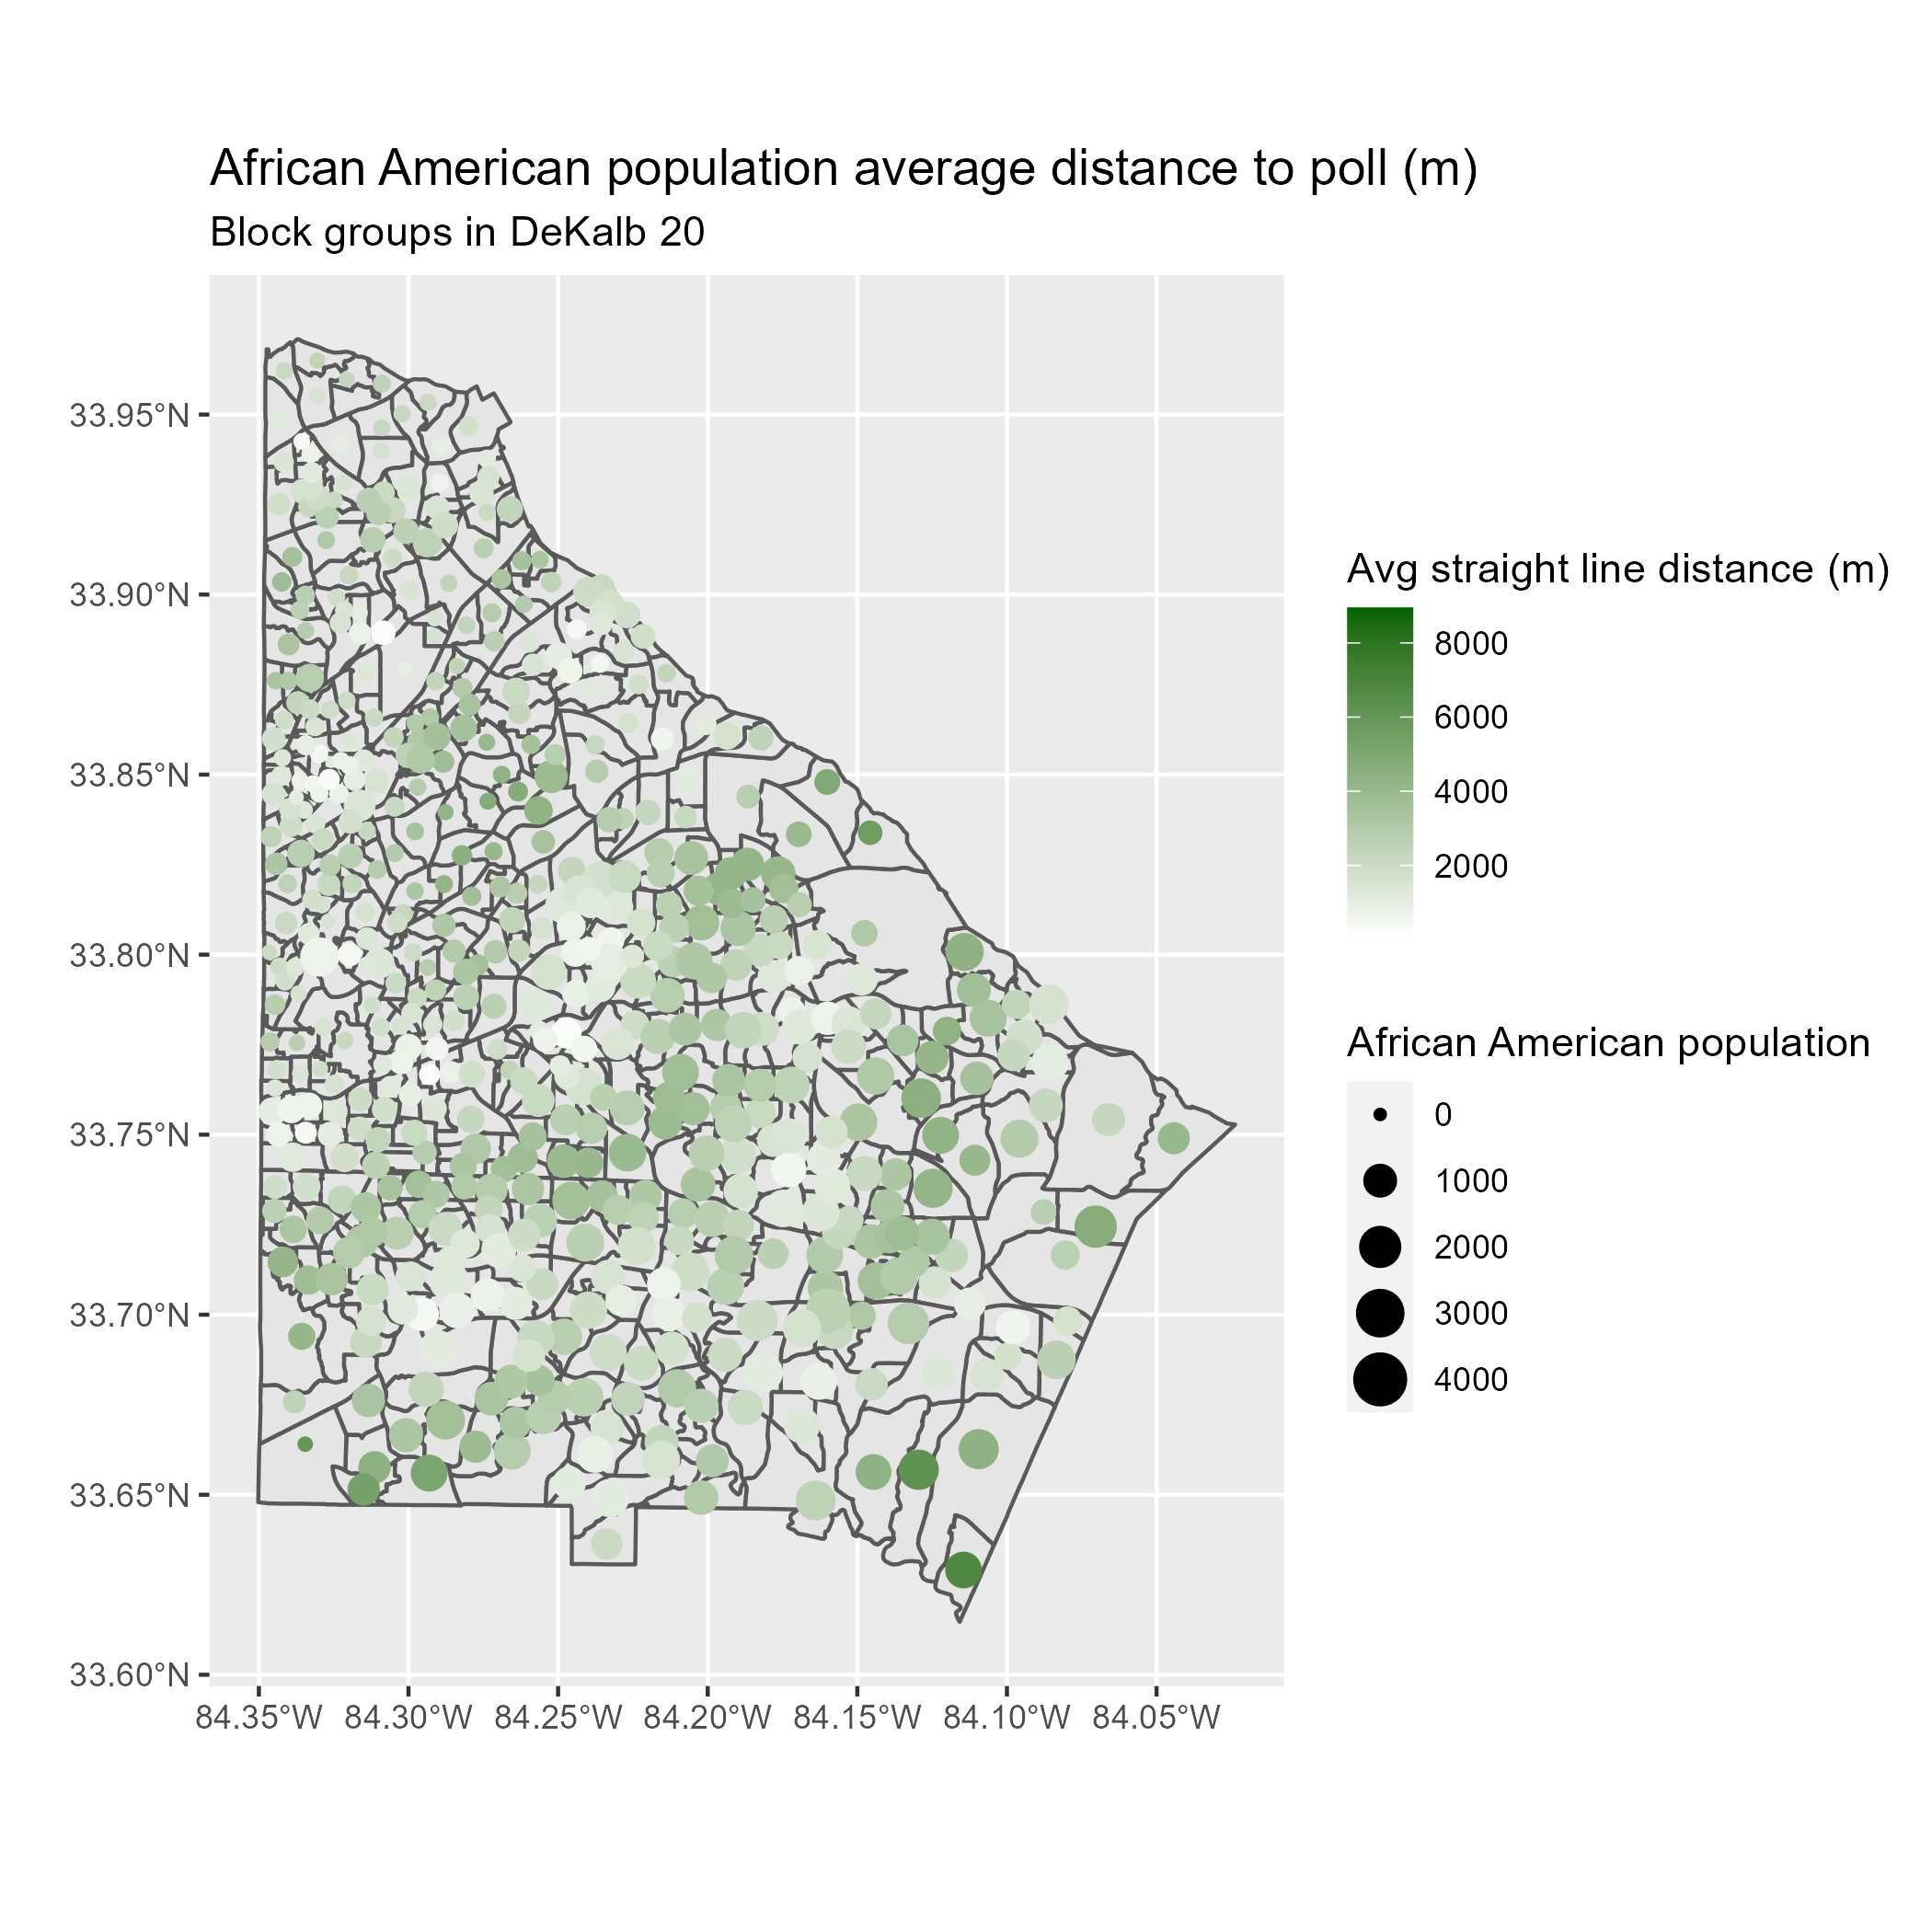 African American population average distance to poll (m)
Block groups in DeKalb 20
33.95°N
33.90°N
33.85°N
33.80°N
33.75°N
33.70°N
33.65°N
33.60°N
84.35°W 84.30°W 84.25°W 84.20°W 84.15°W 84.10°W 84.05°W
Avg straight line distance (m)
8000
6000
4000
2000
African American population
0
1000
2000
3000
4000